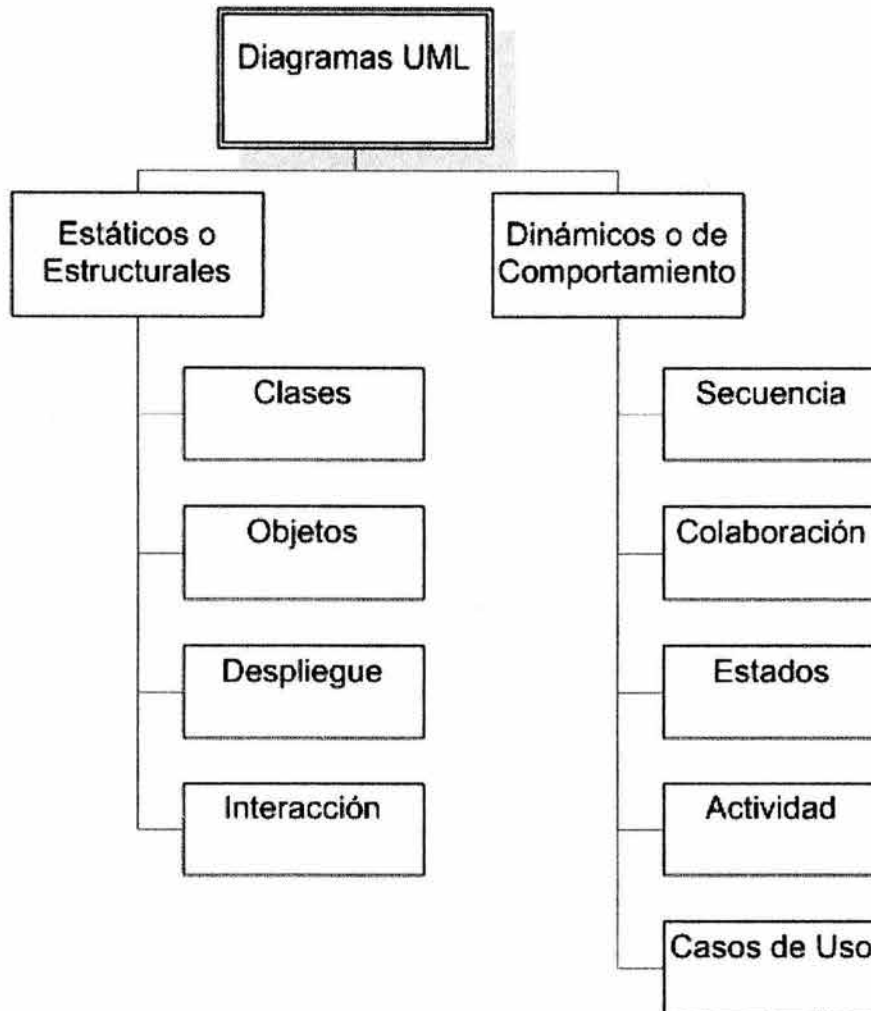 Diagramas UML
Estáticos o
Estructurales
Clases
Objetos
Despliegue
Interacción
Dinámicos o de
Comportamiento
Secuencia
Colaboración
Estados
Actividad
Casos de Uso